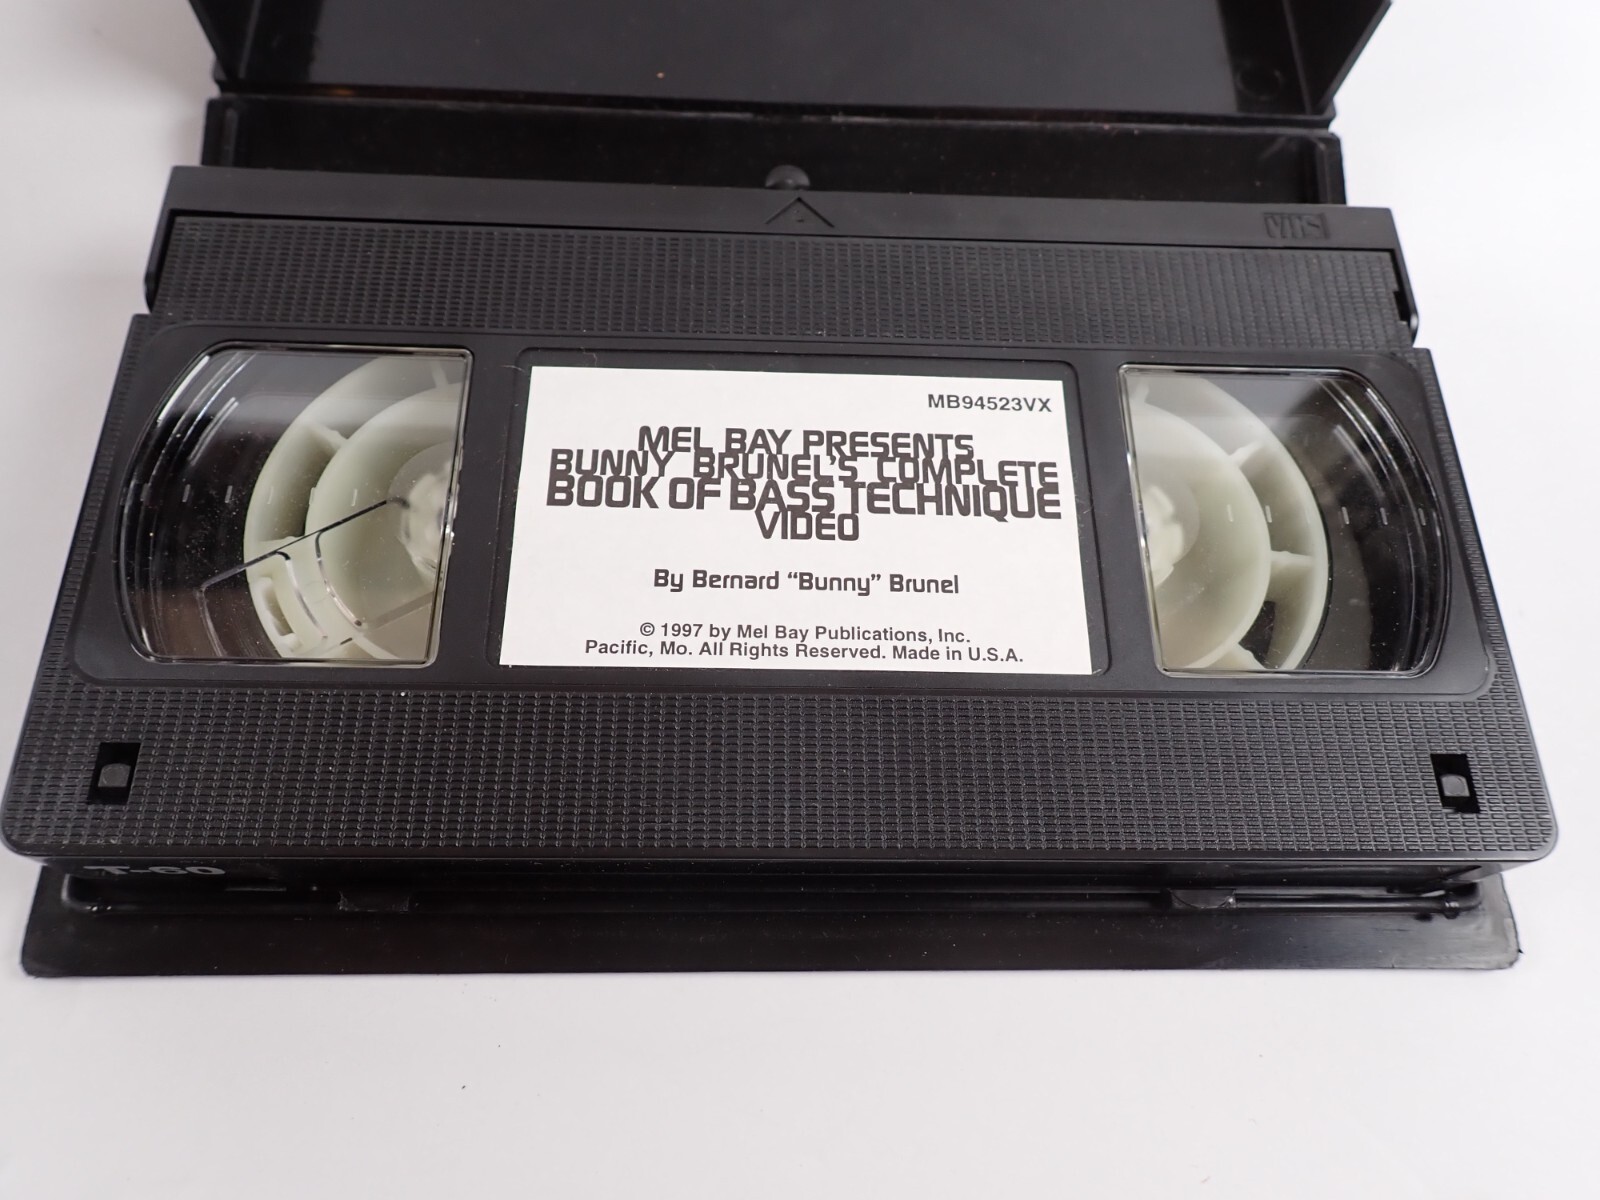 VHS
MB94523VX
MEL BAY PRESENTS
BUNNY BRUNEL'S COMPLETE
BOOK OF BASS TECHNIQUE
VIDEO
By Bernard “Bunny” Brunel
© 1997 by Mel Bay Publications, Inc.
Pacific, Mo. All Rights Reserved. Made in U.S.A.
T-60